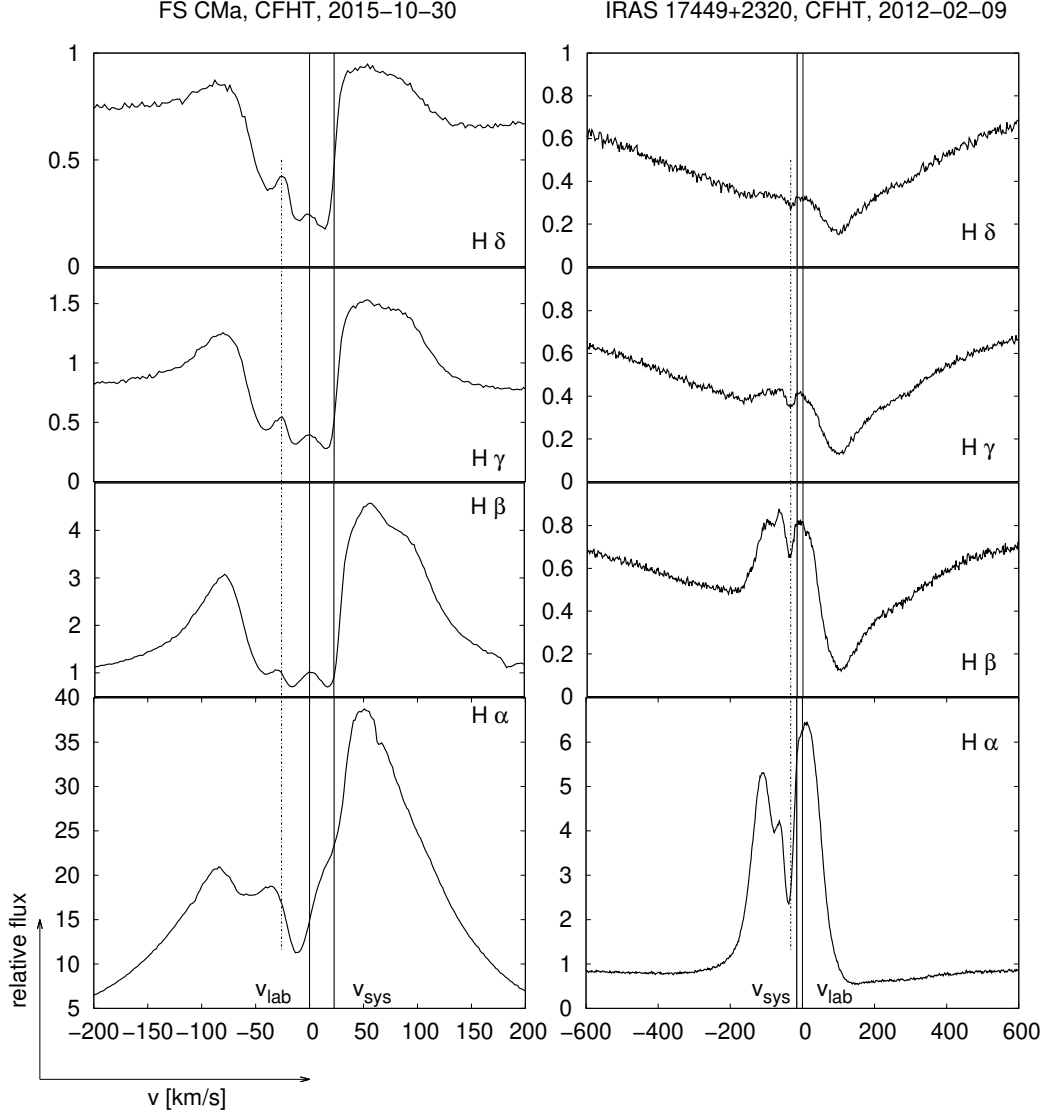 FS CMa, CFHT, 2015−10−30
IRAS 17449+2320, CFHT, 2012−02−09
1
0.5
0
H δ
1
0.8
0.6
0.4
0.2
0
H δ
1.5
1
0.5
0
H γ
0.8
0.6
0.4
0.2
0
H γ
4
3
2
1
H β
0.8
0.6
0.4
0.2
0
H β
40
35
30
25
20
15
10
5
H α
v_lab
v_sys
6
5
4
3
2
1
0
H α
v_sys
v_lab
−200 −150 −100 −50 0 50 100 150 200
−600 −400 −200 0 200 400 600
relative flux
v [km/s]